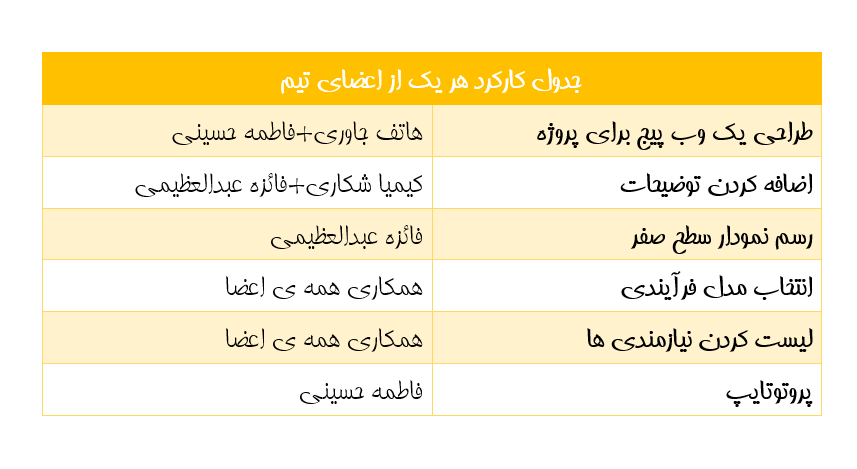 جدول کارکرد هر یک از اعضای تیم
طراحی یک وب پیج برای پروژه هاتف جاوری+فاطمه حسینی
اضافه کردن توضیحات کیمیا شکاری+فائزه عبدالعظیمی
رسم نمودار سطح صفر فائزه عبدالعظیمی
انتخاب مدل فرآیندی همکاری همه ی اعضا
لیست کردن نیازمندی ها همکاری همه ی اعضا
پروتوتایپ فاطمه حسینی